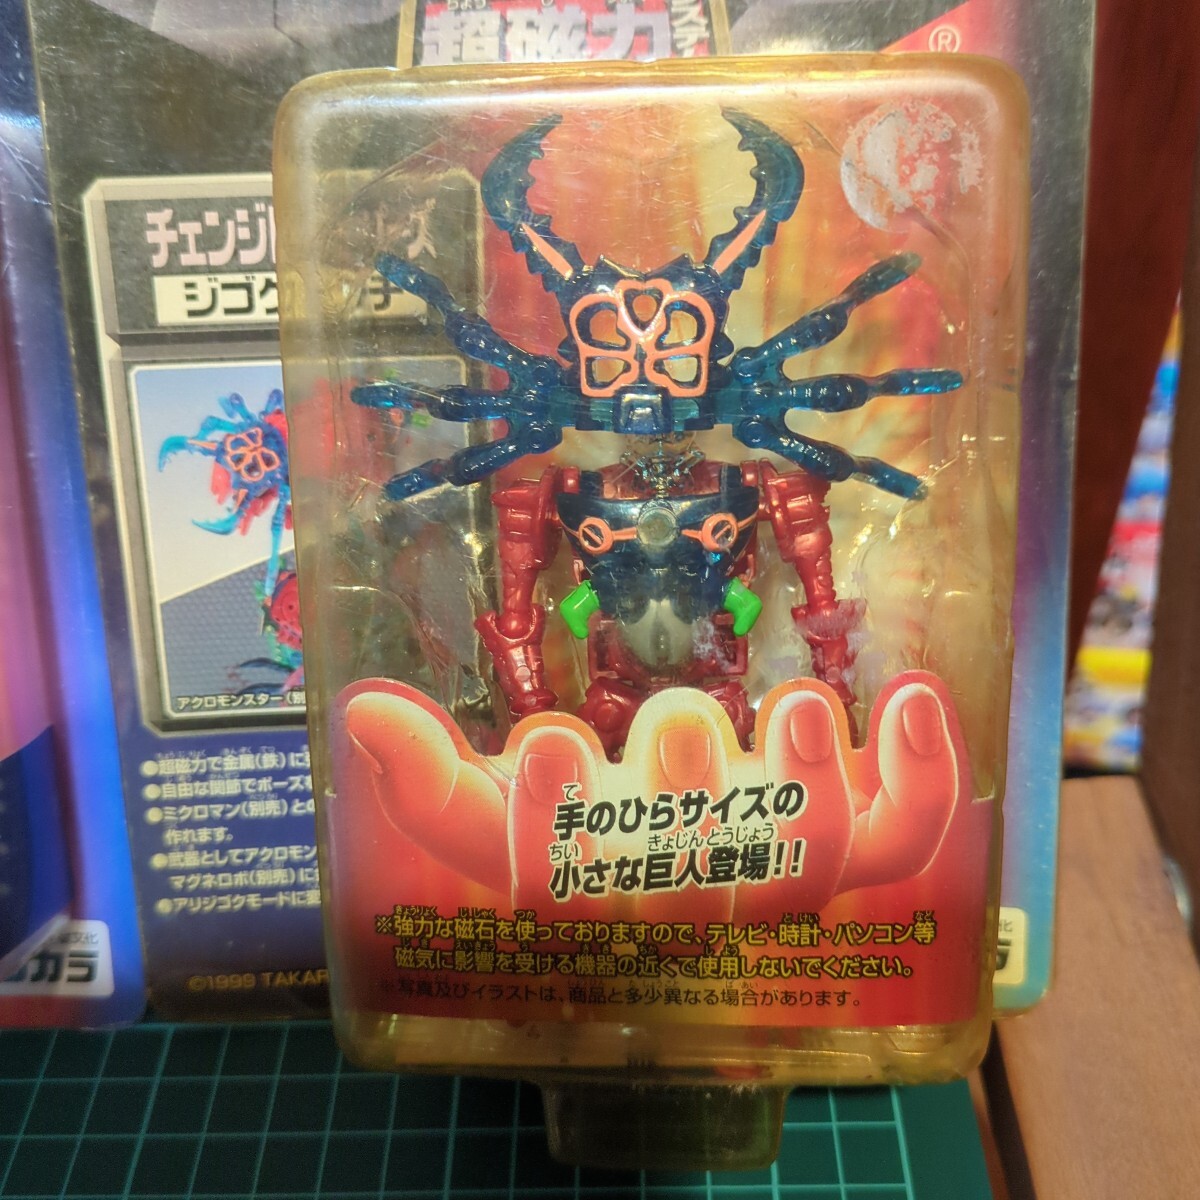 超磁力
®
チェンジ
ジゴク
アクロモンスター(別
●超磁力で金属(鉄)に
●自由な関節でポーズ
●ミクロマン(別売)との
作れます。
●武器としてアクロモン
マグネロボ(別売)に
●アリジゴクモードに変
©1999 TAKAR
カラ
手のひらサイズの
小さな巨人登場!!
※強力な磁石を使っておりますので、テレビ・時計・パソコン等
磁気に影響を受ける機器の近くで使用しないでください。
※写真及びイラストは、商品と多少異なる場合があります。